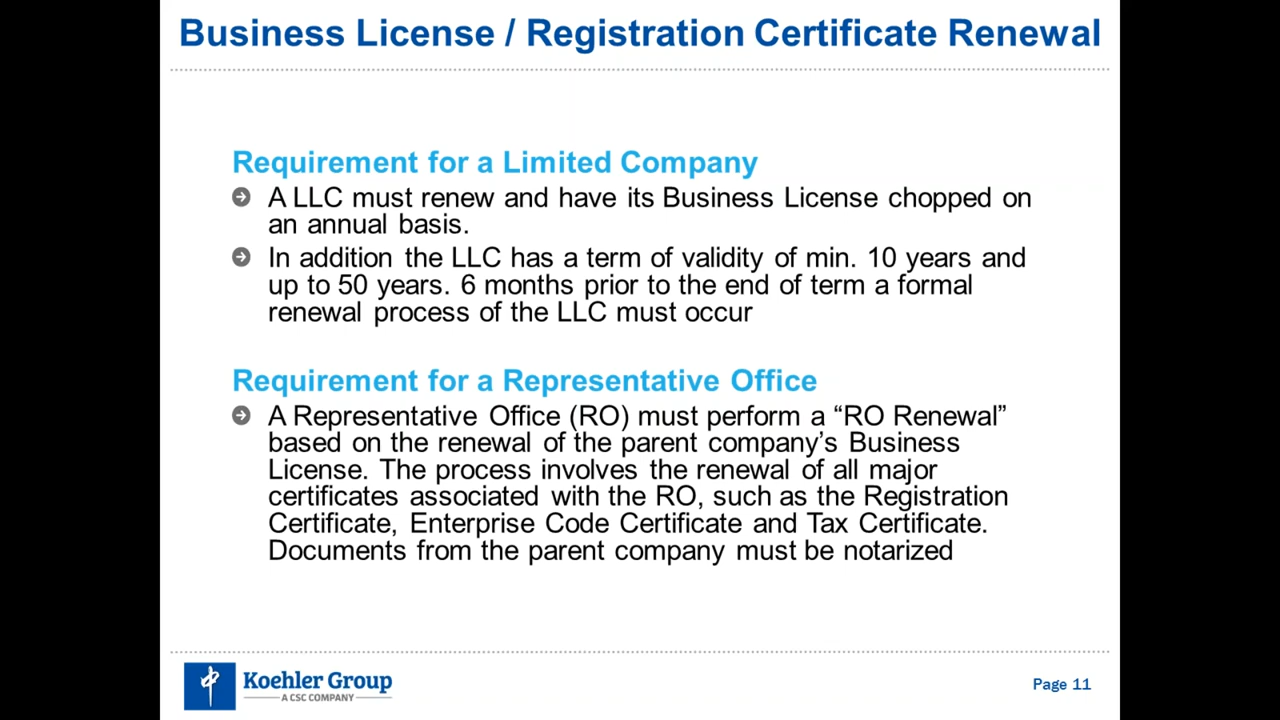 Business License / Registration Certificate Renewal
Requirement for a Limited Company
A LLC must renew and have its Business License chopped on
an annual basis.
In addition the LLC has a term of validity of min. 10 years and
up to 50 years. 6 months prior to the end of term a formal
renewal process of the LLC must occur
Requirement for a Representative Office
A Representative Office (RO) must perform a “RO Renewal”
based on the renewal of the parent company’s Business
License. The process involves the renewal of all major
certificates associated with the RO, such as the Registration
Certificate, Enterprise Code Certificate and Tax Certificate.
Documents from the parent company must be notarized
Koehler Group
A CSC COMPANY
Page 11